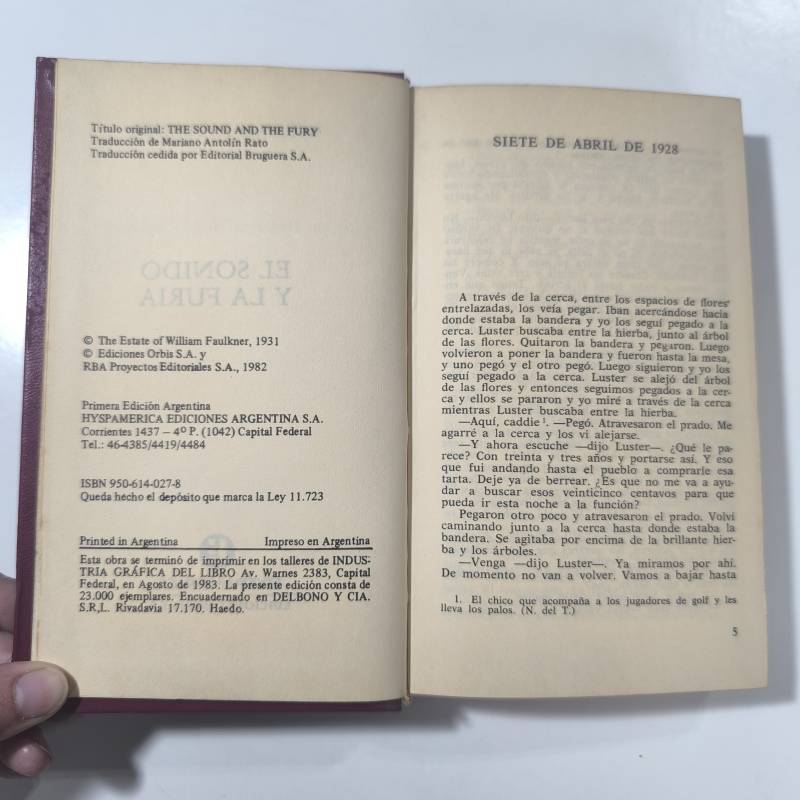 Título original: THE SOUND AND THE FURY
Traducción de Mariano Antolín Rato
Traducción cedida por Editorial Bruguera S.A.
EL SONIDO
Y LA FURIA
© The Estate of William Faulkner, 1931
© Ediciones Orbis S.A. y
RBA Proyectos Editoriales S.A., 1982
Primera Edición Argentina
HYSPAMERICA EDICIONES ARGENTINA S.A.
Corrientes 1437 – 4º P. (1042) Capital Federal
Tel.: 46-4385/4419/4484
ISBN 950-614-027-8
Queda hecho el depósito que marca la Ley 11.723
Printed in Argentina Impreso en Argentina
Esta obra se terminó de imprimir en los talleres de INDUS-
TRIA GRÁFICA DEL LIBRO Av. Warnes 2383, Capital
Federal, en Agosto de 1983. La presente edición consta de
23.000 ejemplares. Encuadernado en DELBONO Y CIA.
S.R,L. Rivadavia 17.170. Haedo.
SIETE DE ABRIL DE 1928
A través de la cerca, entre los espacios de flores
entrelazadas, los veía pegar. Iban acercándose hacia
donde estaba la bandera y yo los seguí pegado a la
cerca. Luster buscaba entre la hierba, junto al árbol
de las flores. Quitaron la bandera y pegaron. Luego
volvieron a poner la bandera y fueron hasta la mesa,
y uno pegó y el otro pegó. Luego siguieron y yo los
seguí pegado a la cerca. Luster se alejó del árbol
de las flores y entonces seguimos pegados a la cer-
ca y ellos se pararon y yo miré a través de la cerca
mientras Luster buscaba entre la hierba.
—Aquí, caddie¹. —Pegó. Atravesaron el prado. Me
agarré a la cerca y los vi alejarse.
—Y ahora escuche —dijo Luster—. ¿Qué le pa-
rece? Con treinta y tres años y portarse así. Y eso
que fui andando hasta el pueblo a comprarle esa
tarta. Deje ya de berrear. ¿Es que no me va a ayu-
dar a buscar esos veinticinco centavos para que
pueda ir esta noche a la función?
Pegaron otro poco y atravesaron el prado. Volví
caminando junto a la cerca hasta donde estaba la
bandera. Se agitaba por encima de la brillante hier-
ba y los árboles.
—Venga —dijo Luster—. Ya miramos por ahí.
De momento no van a volver. Vamos a bajar hasta
1. El chico que acompaña a los jugadores de golf y les
lleva los palos. (N. del T.)
5